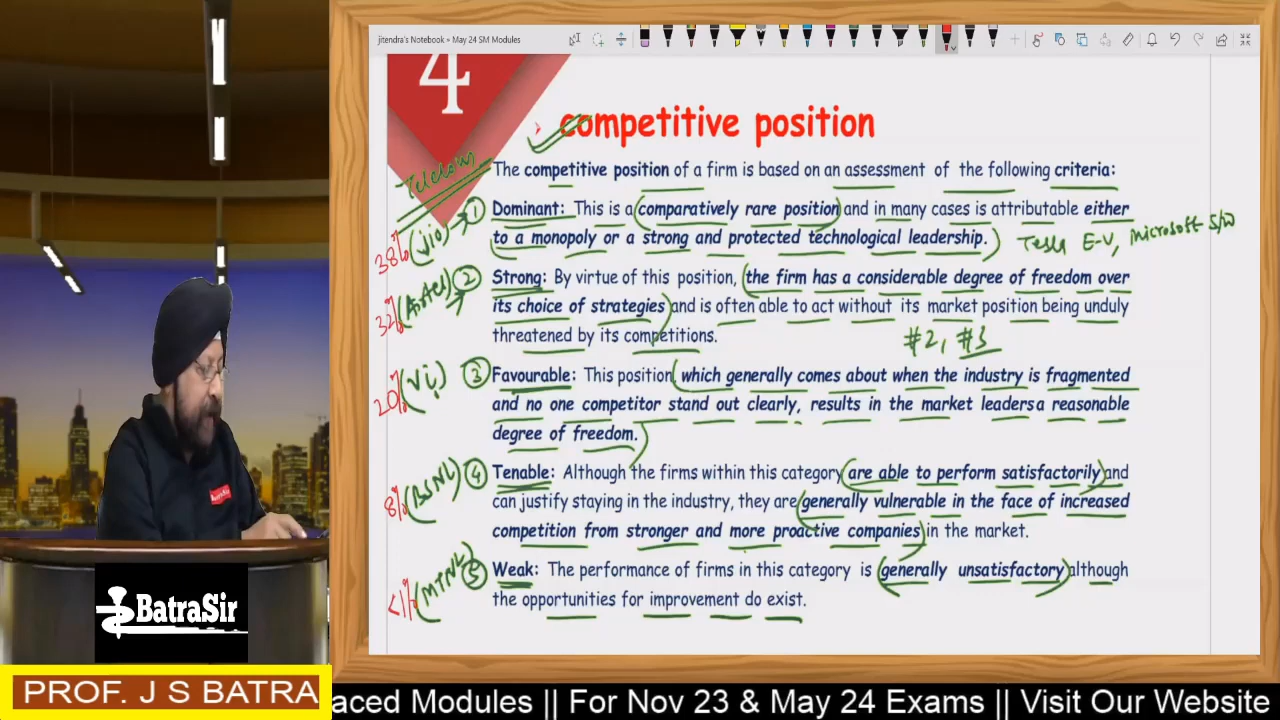 jitendra's Notebook » May 24 SM Modules
4
competitive position
Telcom
The competitive position of a firm is based on an assessment of the following criteria:
38% (Jio) → ① Dominant: This is a (comparatively rare position) and in many cases is attributable either
to a monopoly or a strong and protected technological leadership.) Tesla E-V, Microsoft S/W
32% (Airtel) → ② Strong: By virtue of this position, (the firm has a considerable degree of freedom over
its choice of strategies) and is often able to act without its market position being unduly
threatened by its competitions. #2, #3
20% (Vi) ③ Favourable: This position (which generally comes about when the industry is fragmented
and no one competitor stand out clearly, results in the market leaders a reasonable
degree of freedom.)
8% (BSNL) ④ Tenable: Although the firms within this category (are able to perform satisfactorily) and
can justify staying in the industry, they are (generally vulnerable in the face of increased
competition from stronger and more proactive companies) in the market.
<1% (MTNL) ⑤ Weak: The performance of firms in this category is (generally unsatisfactory) although
the opportunities for improvement do exist.
BatraSir
BatraSir
PROF. J S BATRA
aced Modules || For Nov 23 & May 24 Exams || Visit Our Website